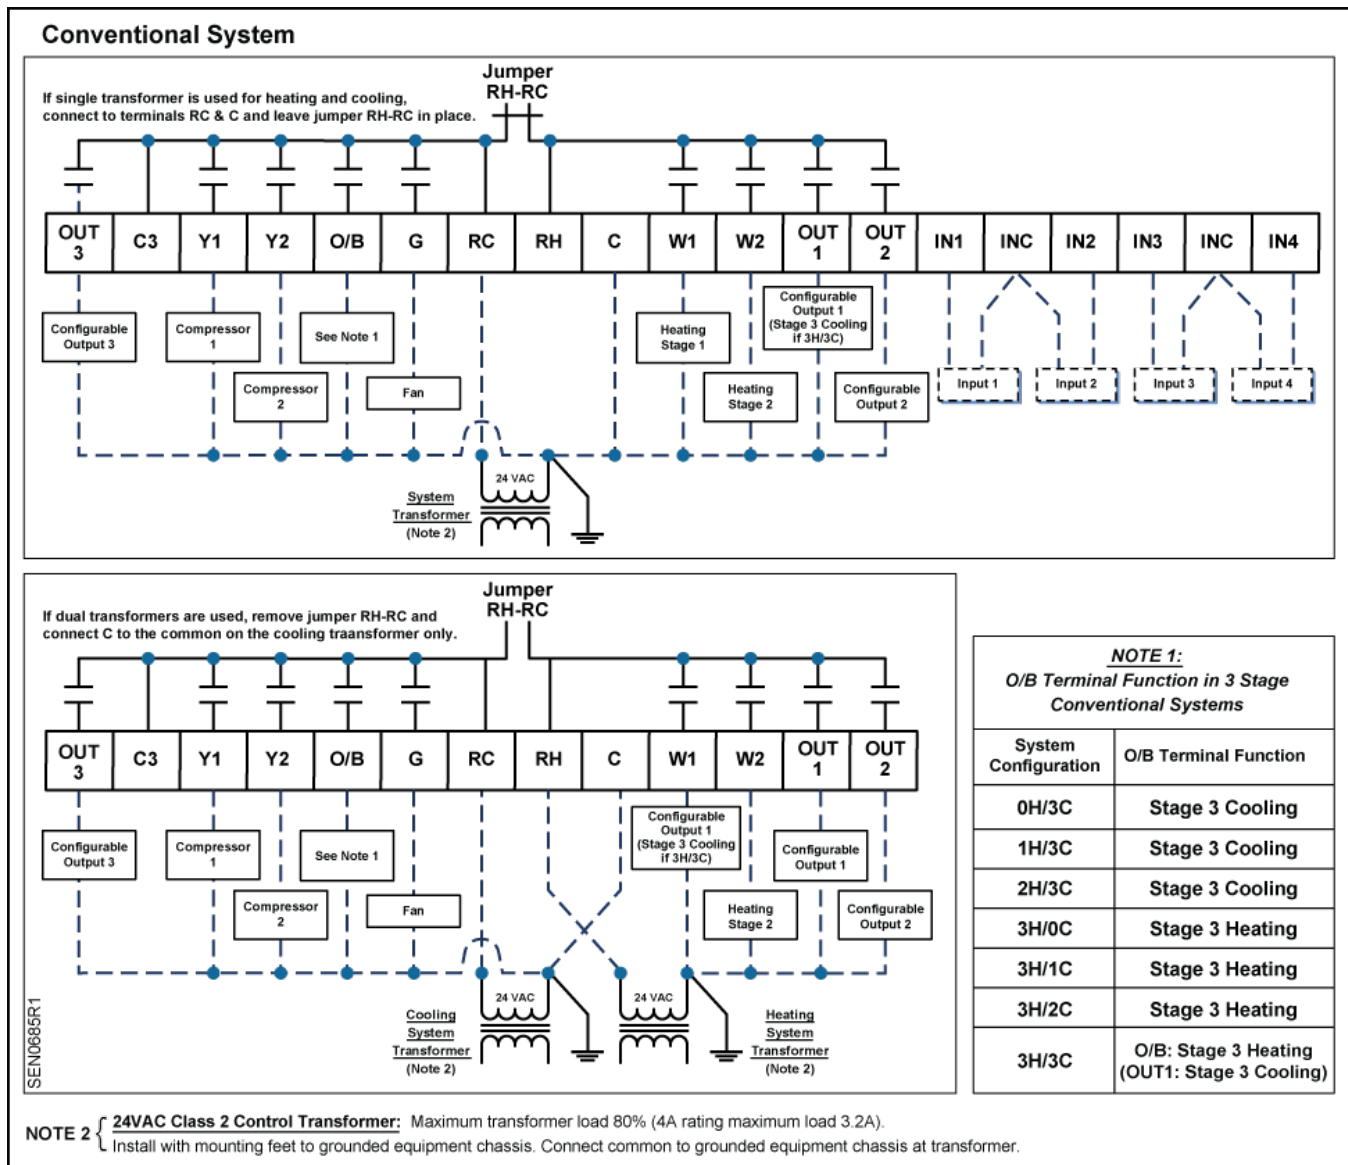 Conventional System
Jumper
RH-RC
If single transformer is used for heating and cooling,
connect to terminals RC & C and leave jumper RH-RC in place.
OUT 3 C3 Y1 Y2 O/B G RC RH C W1 W2 OUT 1 OUT 2 IN1 INC IN2 IN3 INC IN4
Configurable
Output 3
Compressor
1
Compressor
2
See Note 1
Fan
Heating
Stage 1
Heating
Stage 2
Configurable
Output 1
(Stage 3 Cooling
if 3H/3C)
Configurable
Output 2
Input 1
Input 2
Input 3
Input 4
24 VAC
System
Transformer
(Note 2)
Jumper
RH-RC
If dual transformers are used, remove jumper RH-RC and
connect C to the common on the cooling traansformer only.
OUT 3 C3 Y1 Y2 O/B G RC RH C W1 W2 OUT 1 OUT 2
Configurable
Output 3
Compressor
1
Compressor
2
See Note 1
Fan
Configurable
Output 1
(Stage 3 Cooling
if 3H/3C)
Heating
Stage 2
Configurable
Output 1
Configurable
Output 2
24 VAC
24 VAC
Cooling
System
Transformer
(Note 2)
Heating
System
Transformer
(Note 2)
SEN0685R1
NOTE 1:
O/B Terminal Function in 3 Stage
Conventional Systems
System
Configuration
O/B Terminal Function
0H/3C Stage 3 Cooling
1H/3C Stage 3 Cooling
2H/3C Stage 3 Cooling
3H/0C Stage 3 Heating
3H/1C Stage 3 Heating
3H/2C Stage 3 Heating
3H/3C O/B: Stage 3 Heating
(OUT1: Stage 3 Cooling)
NOTE 2 { 24VAC Class 2 Control Transformer: Maximum transformer load 80% (4A rating maximum load 3.2A).
Install with mounting feet to grounded equipment chassis. Connect common to grounded equipment chassis at transformer.